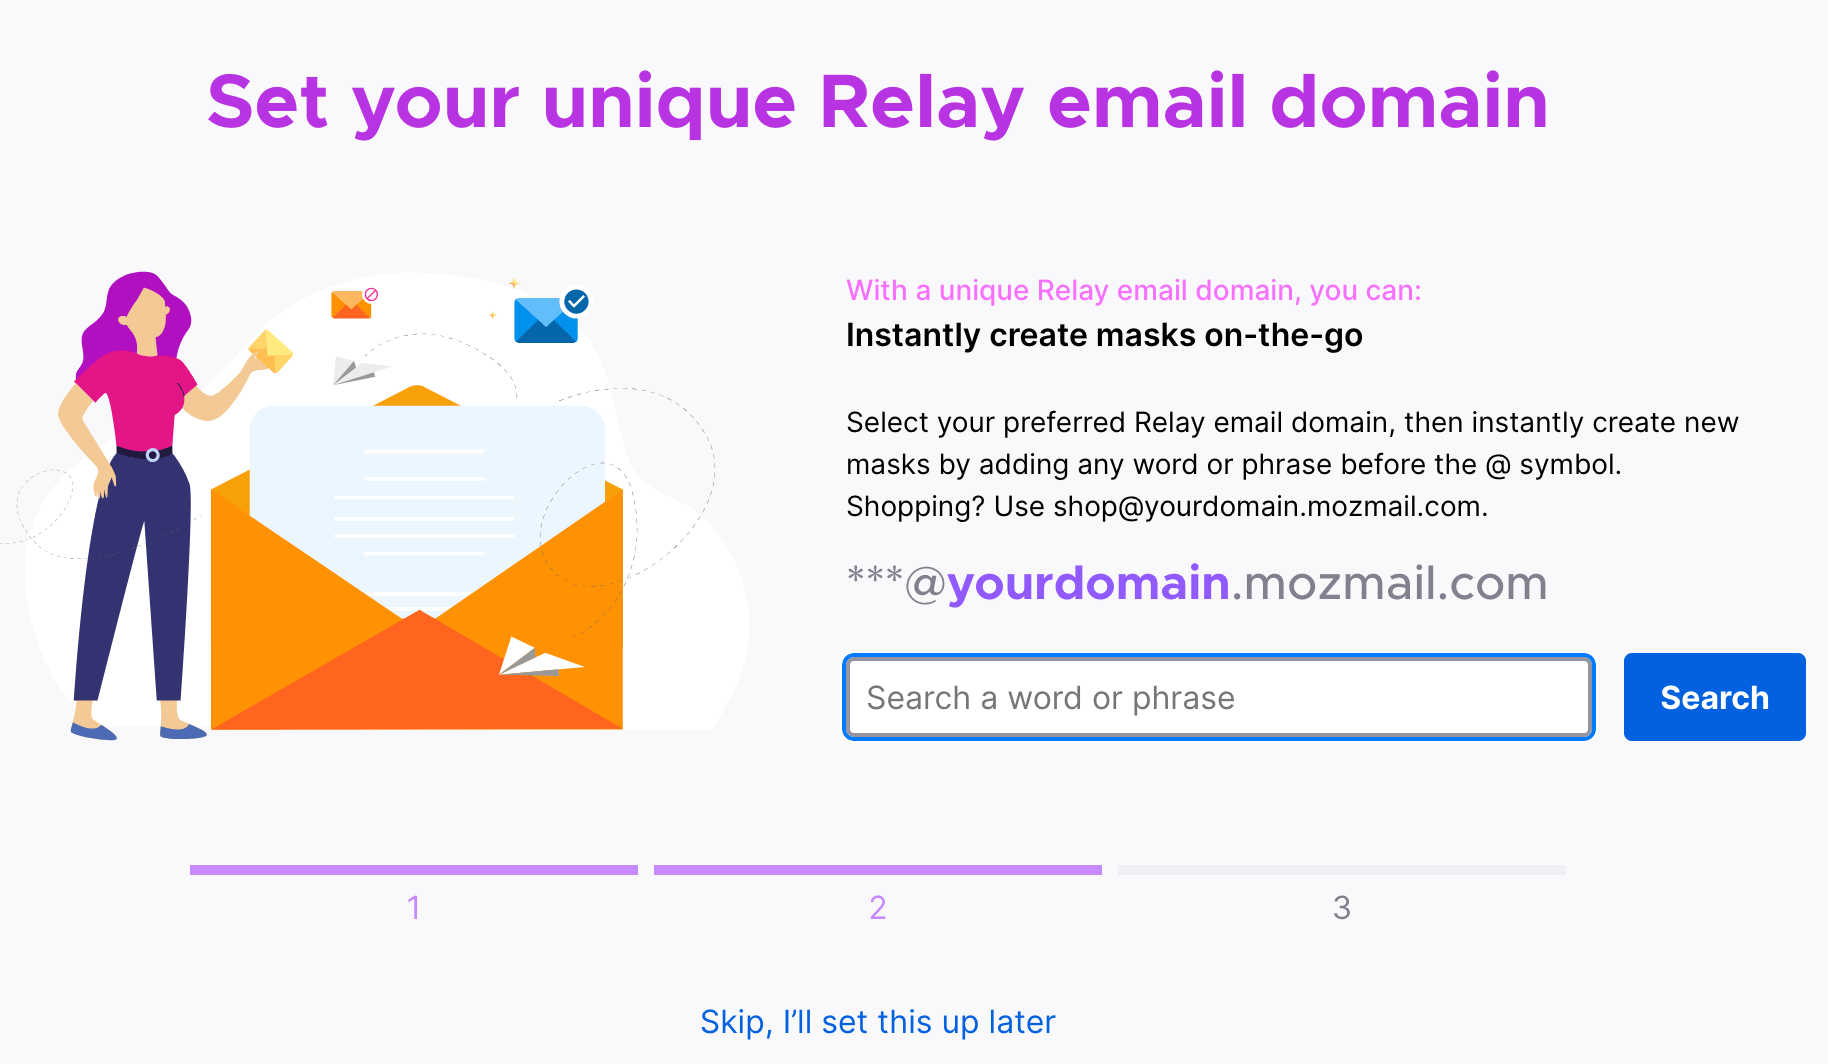 Set your unique Relay email domain
With a unique Relay email domain, you can:
Instantly create masks on-the-go
Select your preferred Relay email domain, then instantly create new
masks by adding any word or phrase before the @ symbol.
Shopping? Use shop@yourdomain.mozmail.com.
***@yourdomain.mozmail.com
Search a word or phrase
Search
1
2
3
Skip, I’ll set this up later